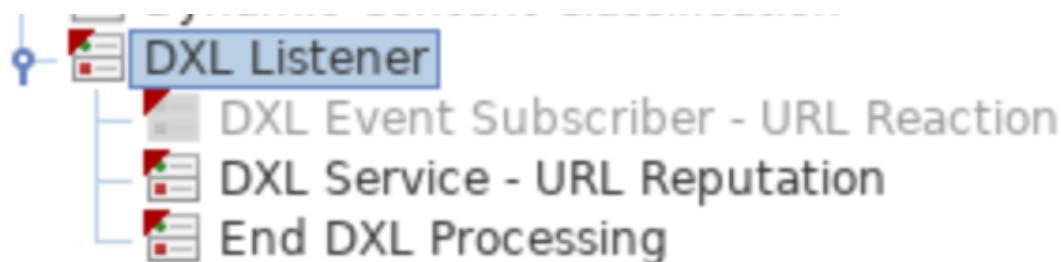 DXL Listener
DXL Event Subscriber - URL Reaction
DXL Service - URL Reputation
End DXL Processing